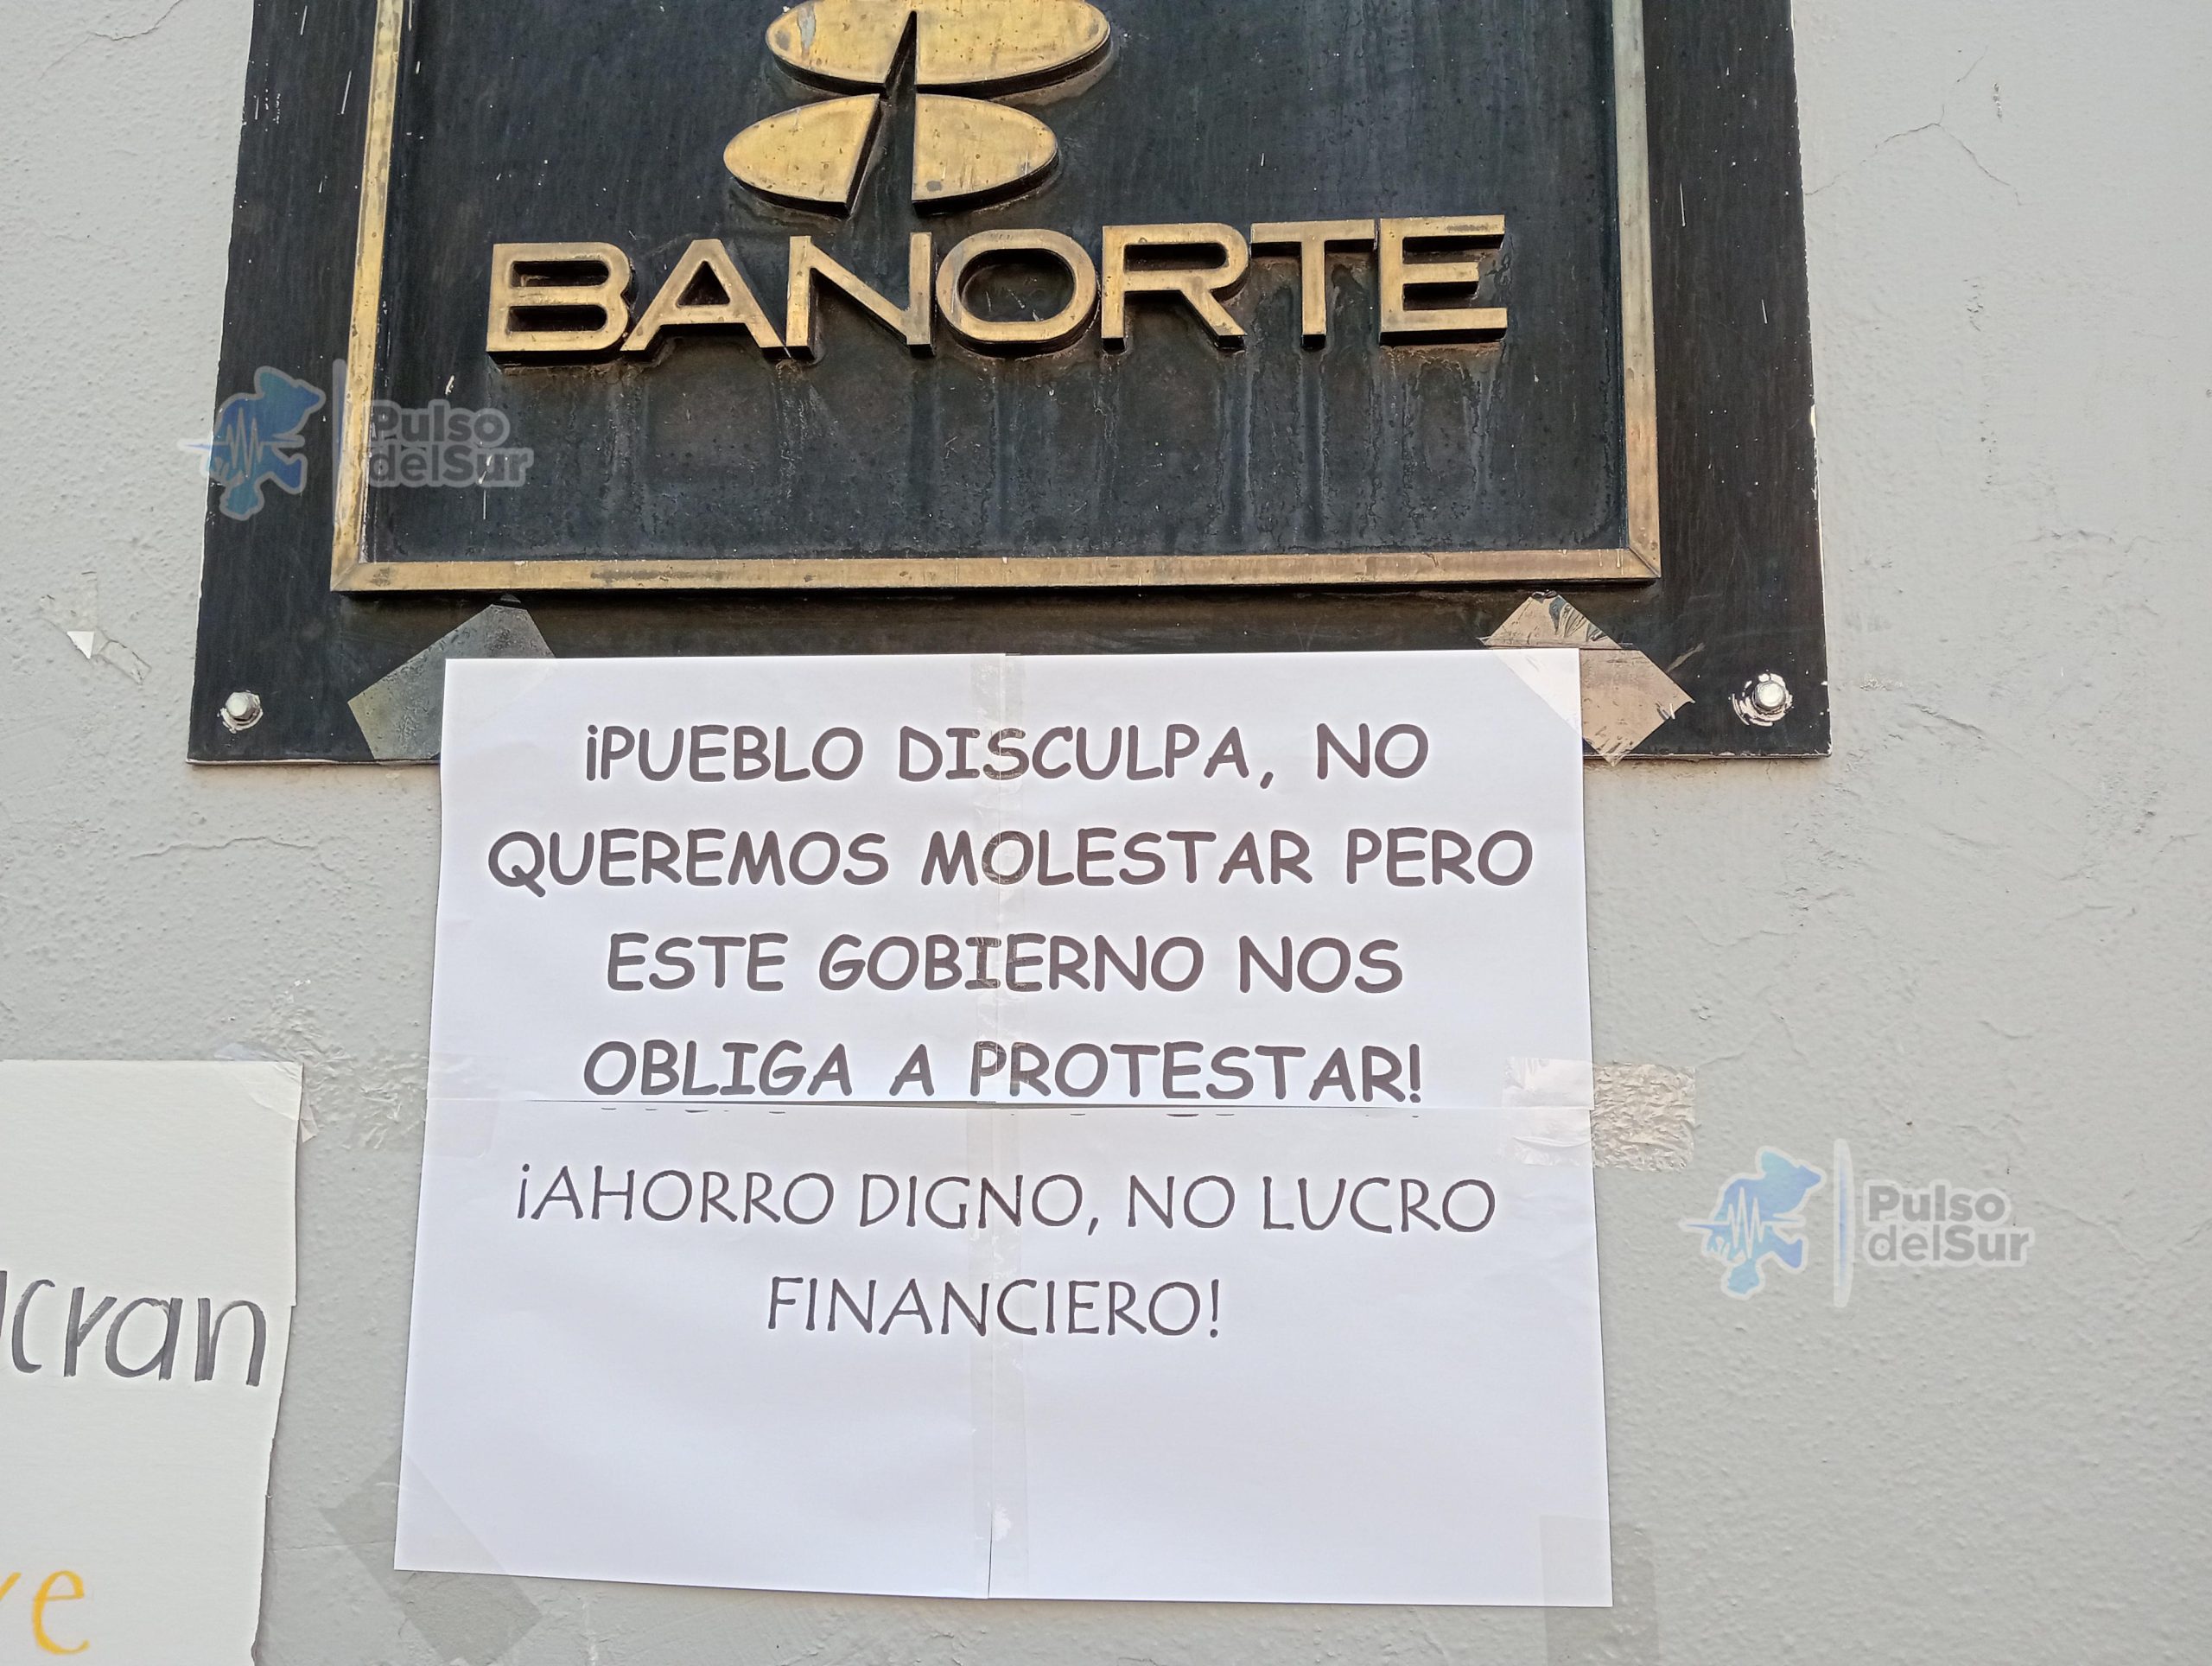 BANORTE
Pulso
delSur
¡PUEBLO DISCULPA, NO
QUEREMOS MOLESTAR PERO
ESTE GOBIERNO NOS
OBLIGA A PROTESTAR!
¡AHORRO DIGNO, NO LUCRO
FINANCIERO!
Pulso
delSur